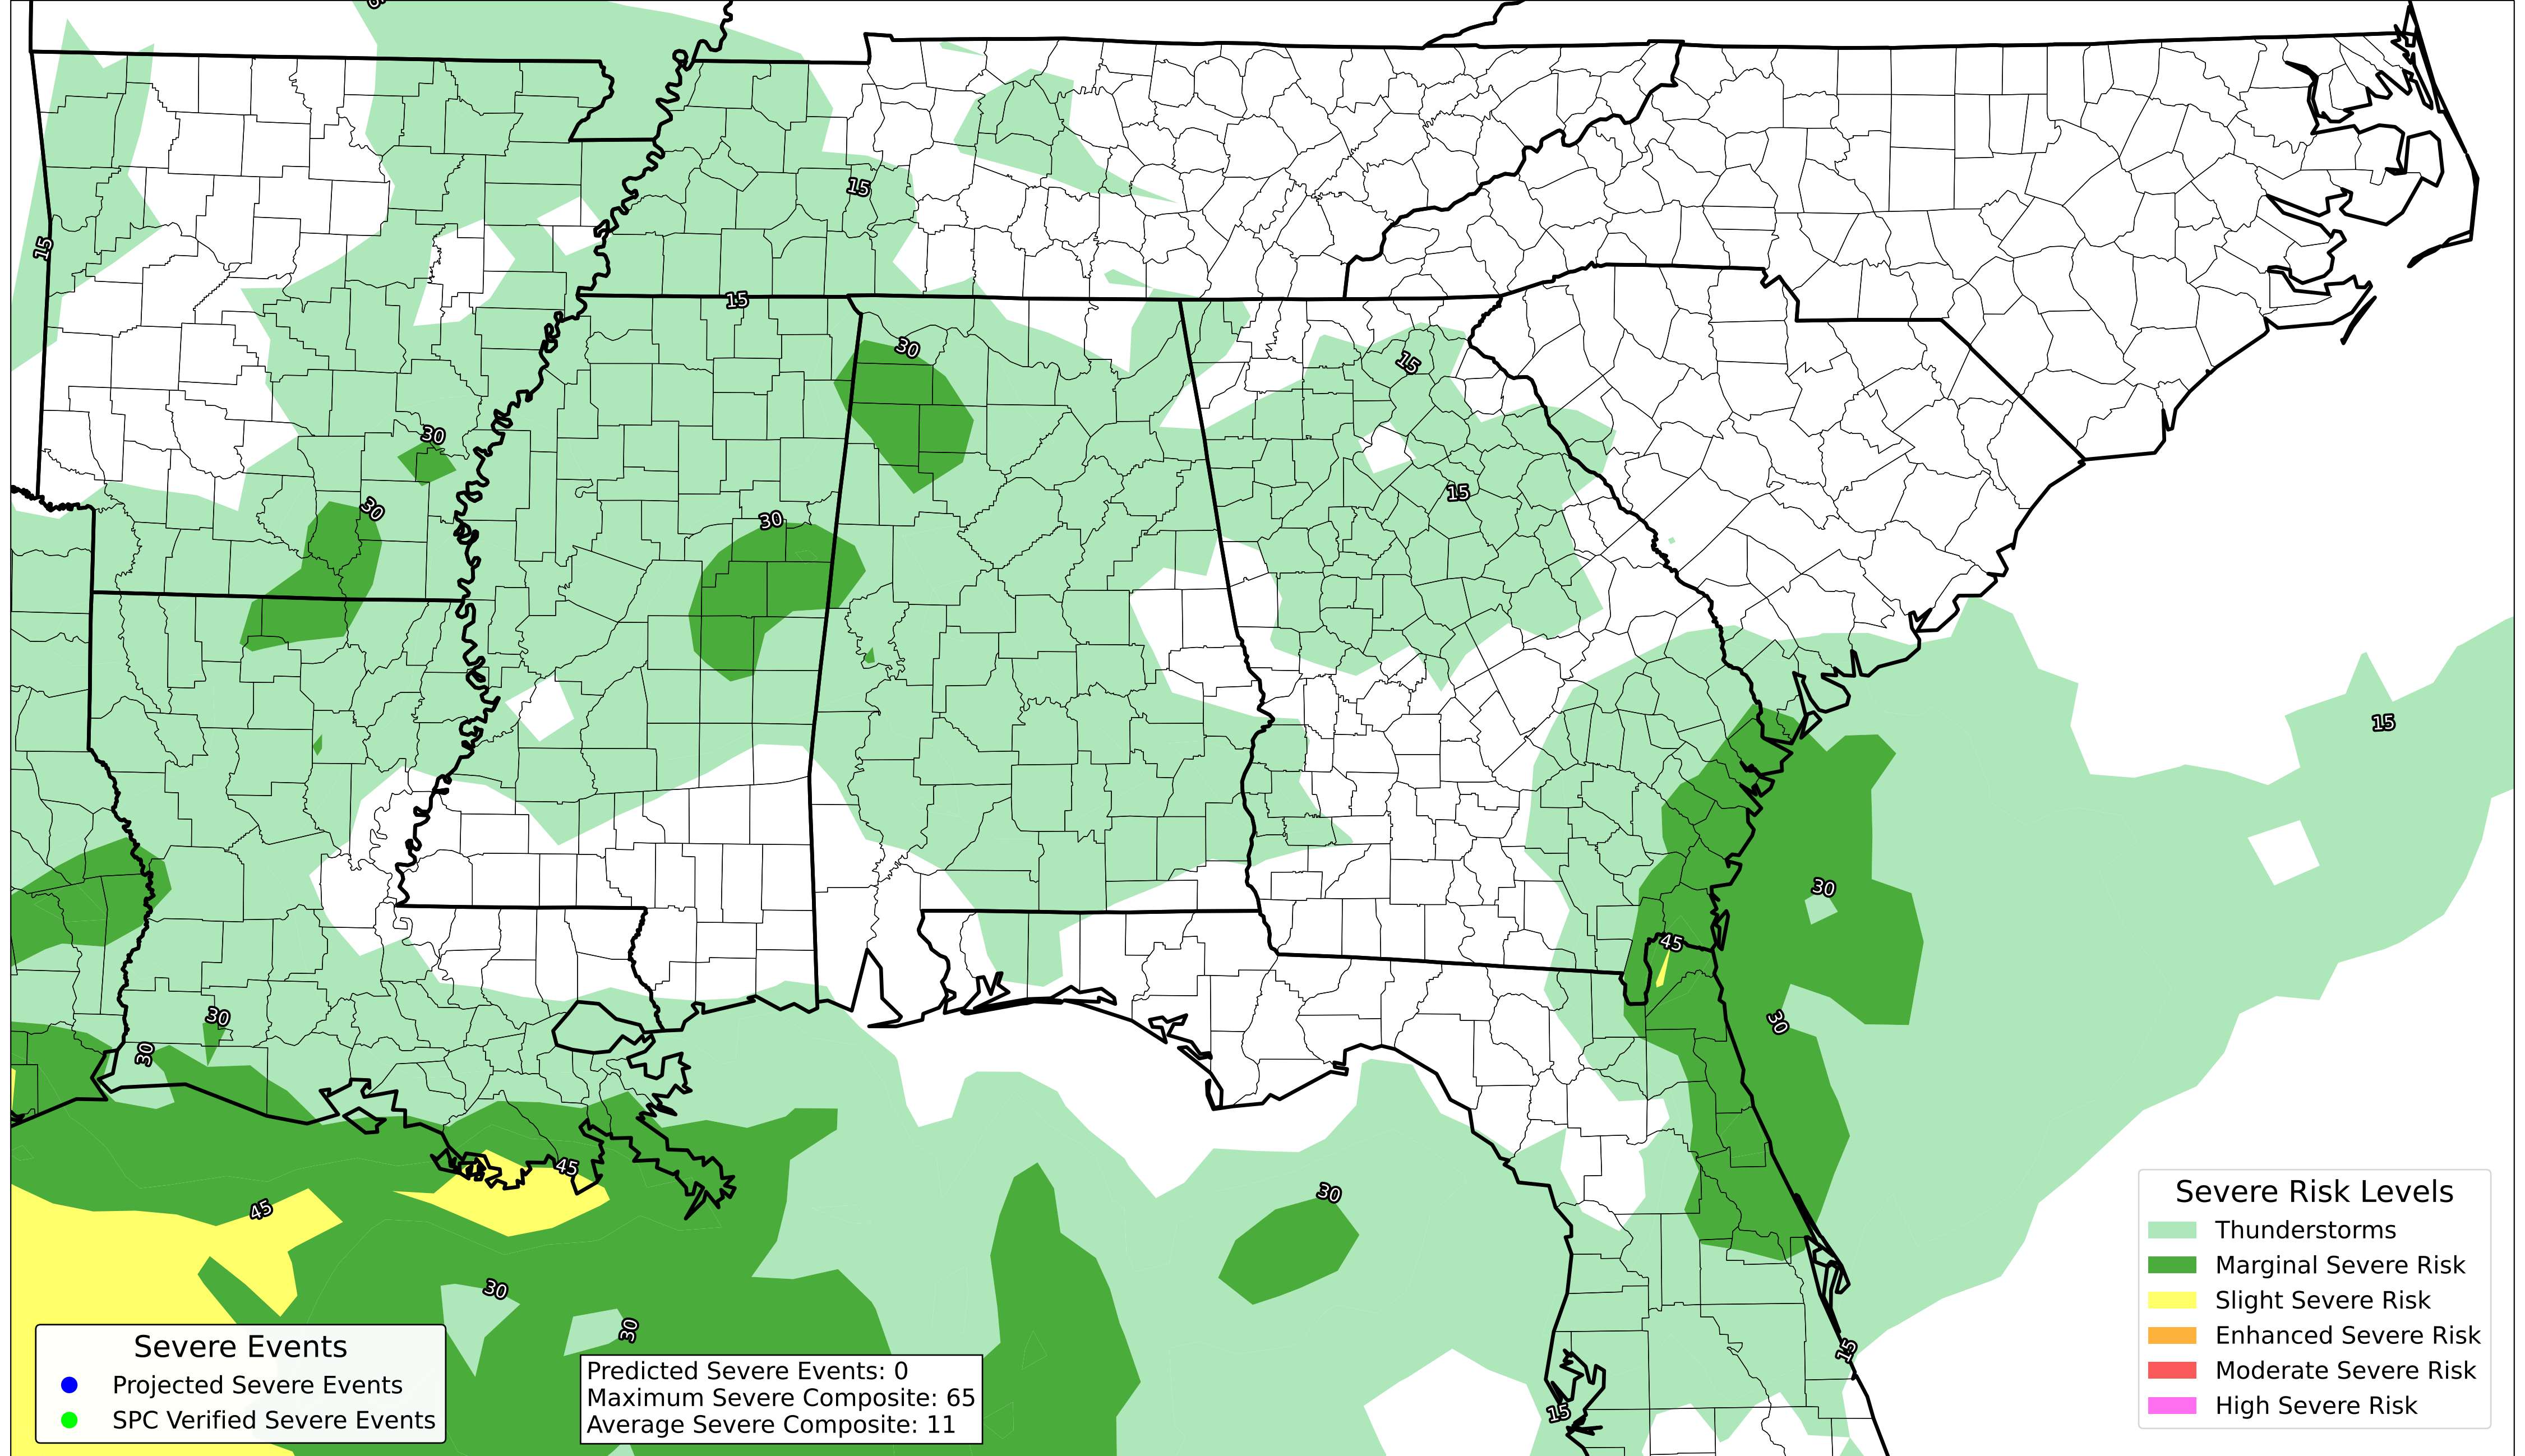 15
15
15
30
15
30
15
30
30
15
30
45
30
30
30
45
30
45
30
30
15
15
Severe Risk Levels
Thunderstorms
Marginal Severe Risk
Slight Severe Risk
Enhanced Severe Risk
Moderate Severe Risk
High Severe Risk
Severe Events
Projected Severe Events
SPC Verified Severe Events
Predicted Severe Events: 0
Maximum Severe Composite: 65
Average Severe Composite: 11